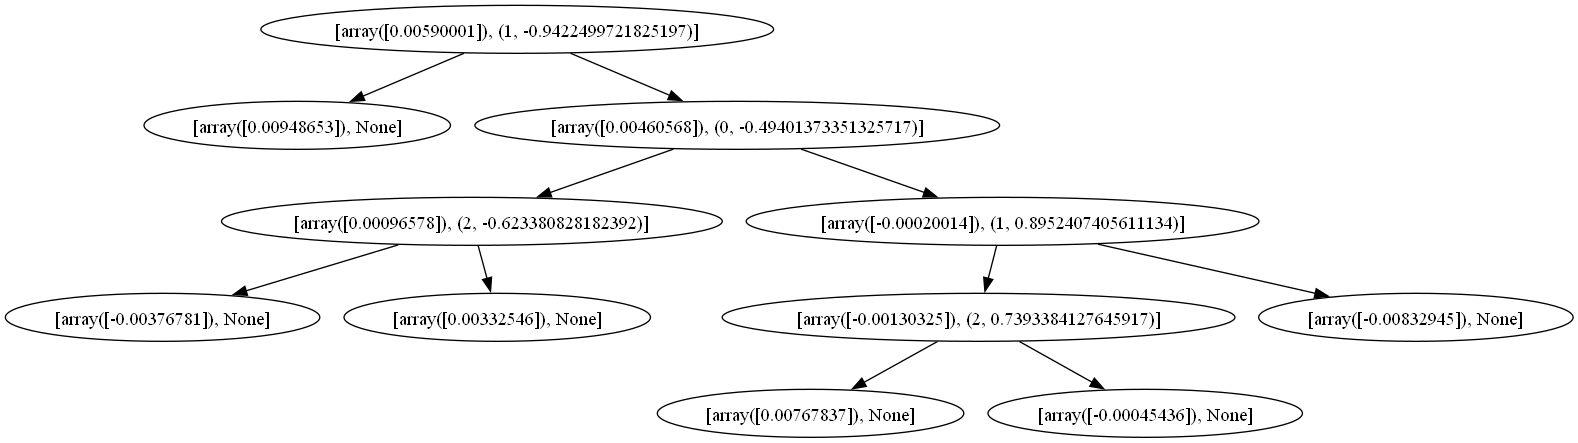 [array([0.00590001]), (1, -0.9422499721825197)]
[array([0.00948653]), None]
[array([0.00460568]), (0, -0.49401373351325717)]
[array([0.00096578]), (2, -0.623380828182392)]
[array([-0.00020014]), (1, 0.8952407405611134)]
[array([-0.00376781]), None]
[array([0.00332546]), None]
[array([-0.00130325]), (2, 0.7393384127645917)]
[array([-0.00832945]), None]
[array([0.00767837]), None]
[array([-0.00045436]), None]